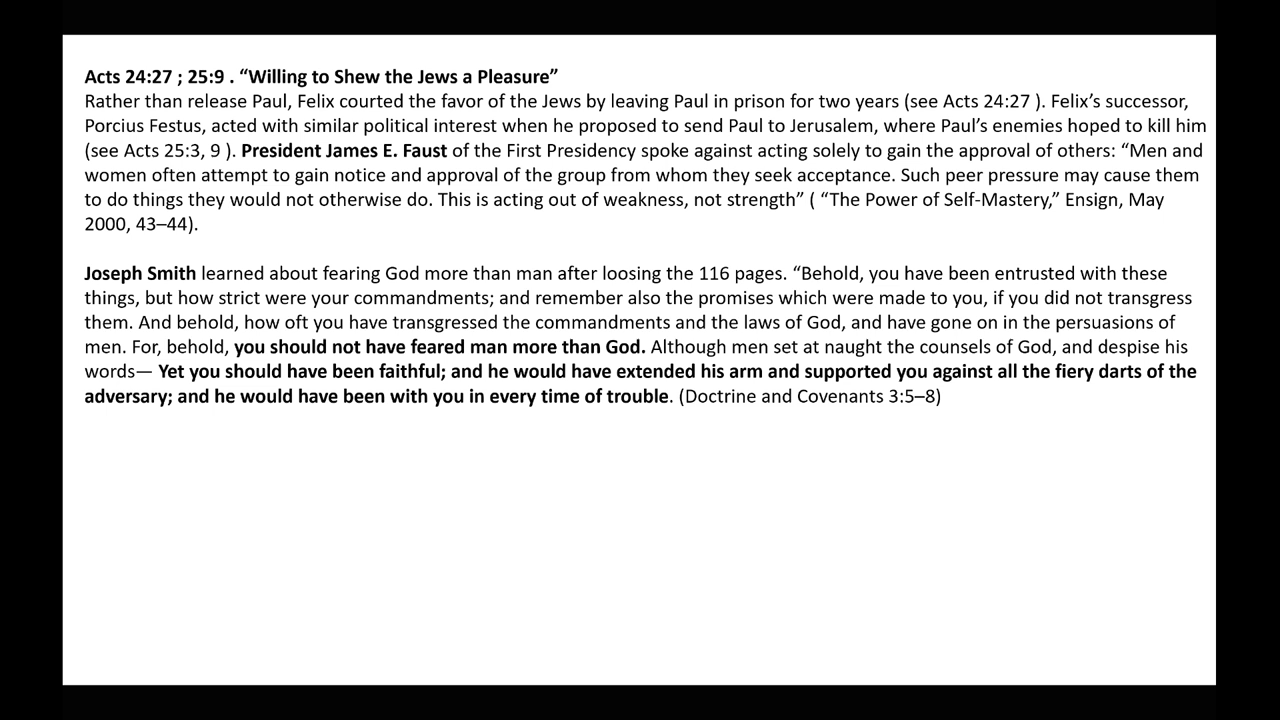 Acts 24:27 ; 25:9 . “Willing to Shew the Jews a Pleasure”
Rather than release Paul, Felix courted the favor of the Jews by leaving Paul in prison for two years (see Acts 24:27 ). Felix’s successor,
Porcius Festus, acted with similar political interest when he proposed to send Paul to Jerusalem, where Paul’s enemies hoped to kill him
(see Acts 25:3, 9 ). President James E. Faust of the First Presidency spoke against acting solely to gain the approval of others: “Men and
women often attempt to gain notice and approval of the group from whom they seek acceptance. Such peer pressure may cause them
to do things they would not otherwise do. This is acting out of weakness, not strength” ( “The Power of Self-Mastery,” Ensign, May
2000, 43–44).
Joseph Smith learned about fearing God more than man after loosing the 116 pages. “Behold, you have been entrusted with these
things, but how strict were your commandments; and remember also the promises which were made to you, if you did not transgress
them. And behold, how oft you have transgressed the commandments and the laws of God, and have gone on in the persuasions of
men. For, behold, you should not have feared man more than God. Although men set at naught the counsels of God, and despise his
words— Yet you should have been faithful; and he would have extended his arm and supported you against all the fiery darts of the
adversary; and he would have been with you in every time of trouble. (Doctrine and Covenants 3:5–8)